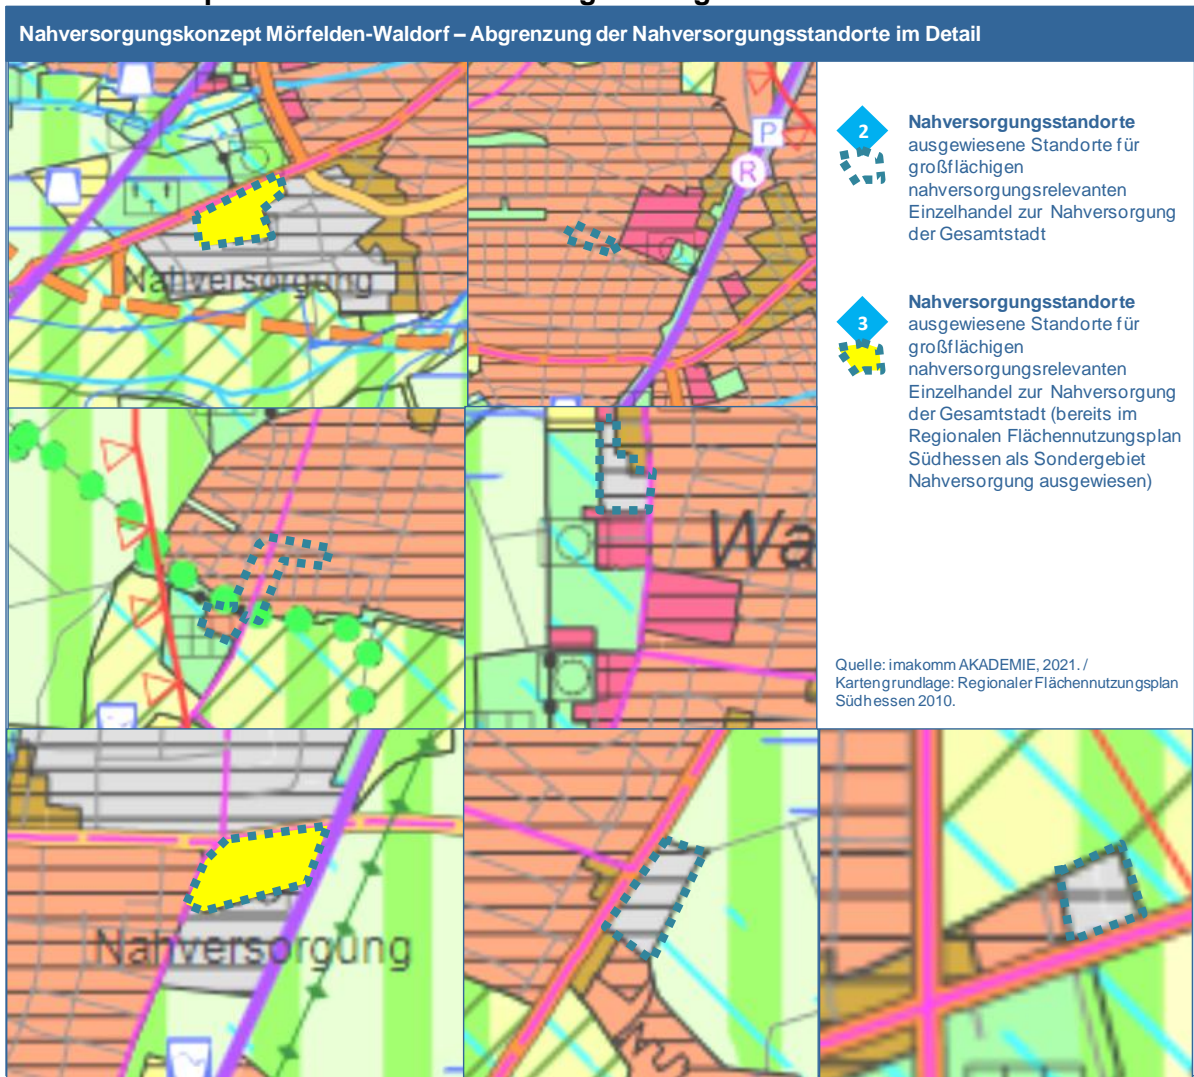 Nahversorgungskonzept Mörfelden-Waldorf – Abgrenzung der Nahversorgungsstandorte im Detail
Nahversorgung
P
R
Wa
Nahversorgung
2
Nahversorgungsstandorte
ausgewiesene Standorte für
großflächigen
nahversorgungsrelevanten
Einzelhandel zur Nahversorgung
der Gesamtstadt
3
Nahversorgungsstandorte
ausgewiesene Standorte für
großflächigen
nahversorgungsrelevanten
Einzelhandel zur Nahversorgung
der Gesamtstadt (bereits im
Regionalen Flächennutzungsplan
Südhessen als Sondergebiet
Nahversorgung ausgewiesen)
Quelle: imakomm AKADEMIE, 2021. /
Kartengrundlage: Regionaler Flächennutzungsplan
Südhessen 2010.